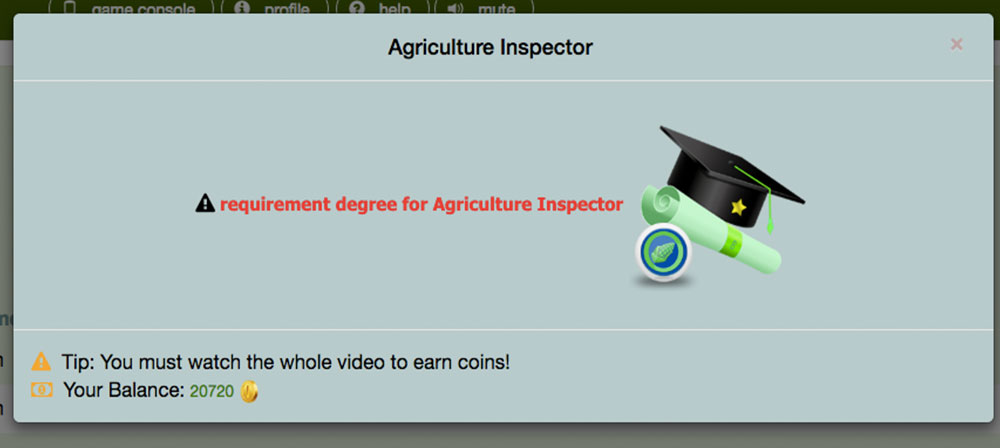 game console profile help mute
Agriculture Inspector ×
requirement degree for Agriculture Inspector
Tip: You must watch the whole video to earn coins!
Your Balance: 20720